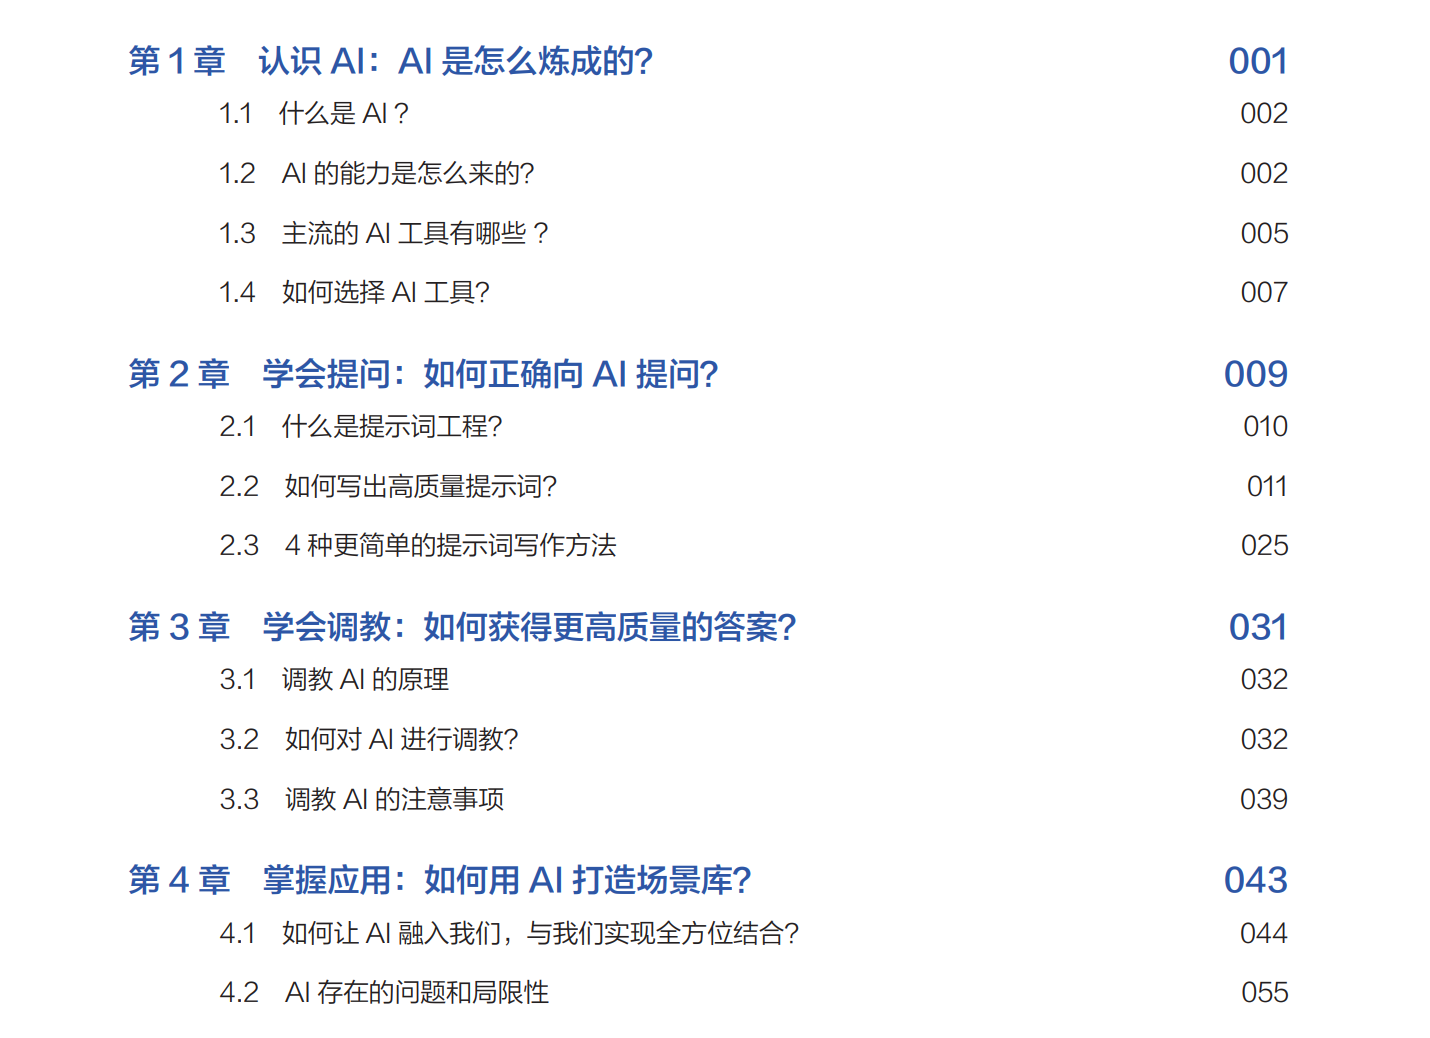 第 1 章 认识 AI：AI 是怎么炼成的? 001
1.1 什么是 AI ? 002
1.2 AI 的能力是怎么来的? 002
1.3 主流的 AI 工具有哪些 ? 005
1.4 如何选择 AI 工具? 007
第 2 章 学会提问：如何正确向 AI 提问? 009
2.1 什么是提示词工程? 010
2.2 如何写出高质量提示词? 011
2.3 4 种更简单的提示词写作方法 025
第 3 章 学会调教：如何获得更高质量的答案? 031
3.1 调教 AI 的原理 032
3.2 如何对 AI 进行调教? 032
3.3 调教 AI 的注意事项 039
第 4 章 掌握应用：如何用 AI 打造场景库? 043
4.1 如何让 AI 融入我们，与我们实现全方位结合? 044
4.2 AI 存在的问题和局限性 055